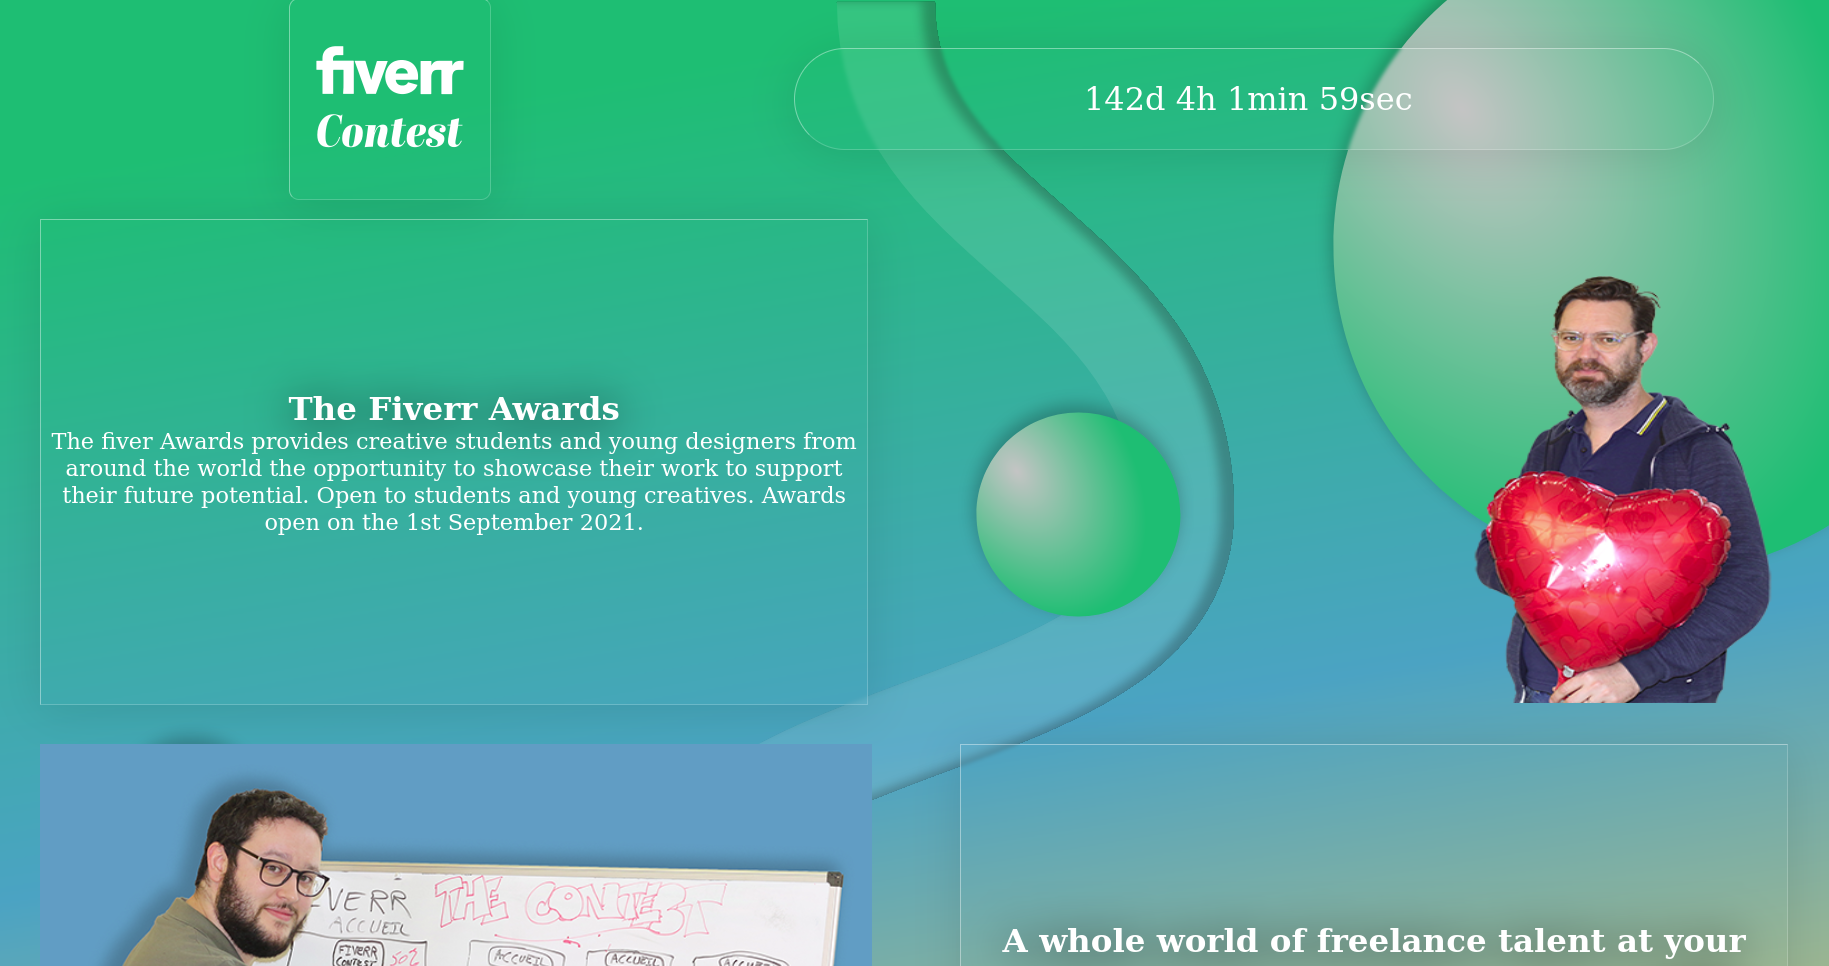 fiverr
Contest
142d 4h 1min 59sec
The Fiverr Awards
The fiver Awards provides creative students and young designers from
around the world the opportunity to showcase their work to support
their future potential. Open to students and young creatives. Awards
open on the 1st September 2021.
VERR THE CONTEST
ACCUEIL
FIVERR
CONTEST
ACCUEIL ACCUEIL
A whole world of freelance talent at your